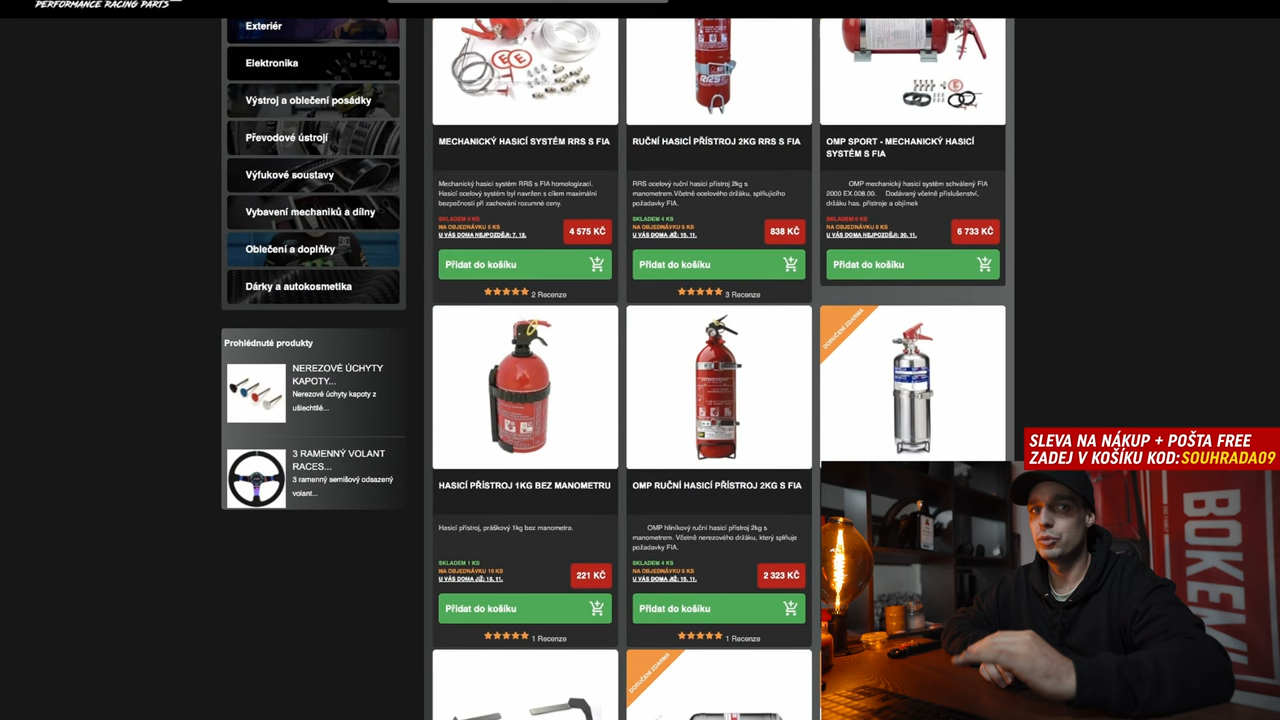 PERFORMANCE RACING PARTS
Exteriér
Elektronika
Výstroj a oblečení posádky
Převodové ústrojí
Výfukové soustavy
Vybavení mechaniků a dílny
Oblečení a doplňky
Dárky a autokosmetika
Prohlédnuté produkty
NEREZOVÉ ÚCHYTY
KAPOTY...
Nerezové úchyty kapoty z
ušlechtilé...
3 RAMENNÝ VOLANT
RACES...
3 ramenný semišový odsazený
volant...
MECHANICKÝ HASICÍ SYSTÉM RRS S FIA
Mechanický hasicí systém RRS s FIA homologizací.
Hasicí ocelový systém byl navržen s cílem maximální
bezpečnosti při zachování rozumné ceny.
SKLADEM 0 KS
NA OBJEDNÁVKU 5 KS
U VÁS DOMA NEJPOZDĚJI: 7. 12.
4 575 KČ
Přidat do košíku
2 Recenze
RUČNÍ HASICÍ PŘÍSTROJ 2KG RRS S FIA
RRS ocelový ruční hasicí přístroj 2kg s
manometrem.Včetně ocelového držáku, splňujícího
požadavky FIA.
SKLADEM 4 KS
NA OBJEDNÁVKU 5 KS
U VÁS DOMA JIŽ: 15. 11.
838 KČ
Přidat do košíku
3 Recenze
OMP SPORT - MECHANICKÝ HASICÍ
SYSTÉM S FIA
OMP mechanický hasicí systém schválený FIA
2000 EX.008.00. Dodávaný včetně příslušenství,
držáku has. přístroje a objímek
SKLADEM 0 KS
NA OBJEDNÁVKU 5 KS
U VÁS DOMA NEJPOZDĚJI: 30. 11.
6 733 KČ
Přidat do košíku
RRS
HASICÍ PŘÍSTROJ 1KG BEZ MANOMETRU
Hasicí přístroj, práškový 1kg bez manometra.
SKLADEM 1 KS
NA OBJEDNÁVKU 10 KS
U VÁS DOMA JIŽ: 15. 11.
221 KČ
Přidat do košíku
1 Recenze
OMP RUČNÍ HASICÍ PŘÍSTROJ 2KG S FIA
OMP hliníkový ruční hasicí přístroj 2kg s
manometrem. Včetně nerezového držáku, který splňuje
požadavky FIA.
SKLADEM 4 KS
NA OBJEDNÁVKU 6 KS
U VÁS DOMA JIŽ: 15. 11.
2 323 KČ
Přidat do košíku
1 Recenze
DORUČENÍ ZDARMA
DORUČENÍ ZDARMA
SLEVA NA NÁKUP + POŠTA FREE
ZADEJ V KOŠÍKU KOD:SOUHRADA09
BOKEM